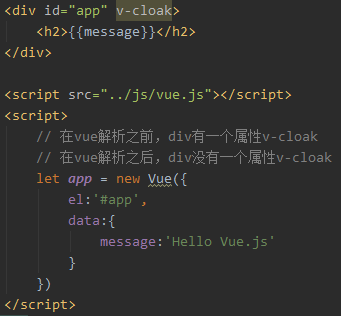 <div id="app" v-cloak>
<h2>{{message}}</h2>
</div>
<script src="../js/vue.js"></script>
<script>
// 在vue解析之前，div有一个属性v-cloak
// 在vue解析之后，div没有一个属性v-cloak
let app = new Vue({
el:'#app',
data:{
message:'Hello Vue.js'
}
})
</script>